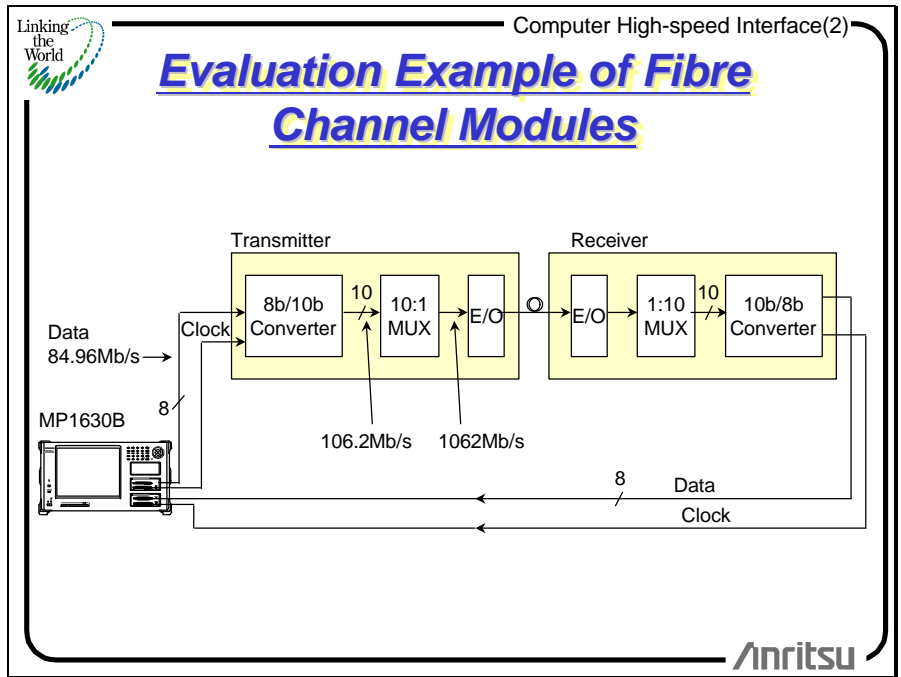 Linking
the
World
Computer High-speed Interface(2)
Evaluation Example of Fibre
Channel Modules
Transmitter
Receiver
8b/10b
Converter
10
10:1
MUX
E/O
E/O
1:10
MUX
10
10b/8b
Converter
Data
84.96Mb/s
Clock
8
MP1630B
106.2Mb/s
1062Mb/s
8
Data
Clock
Anritsu